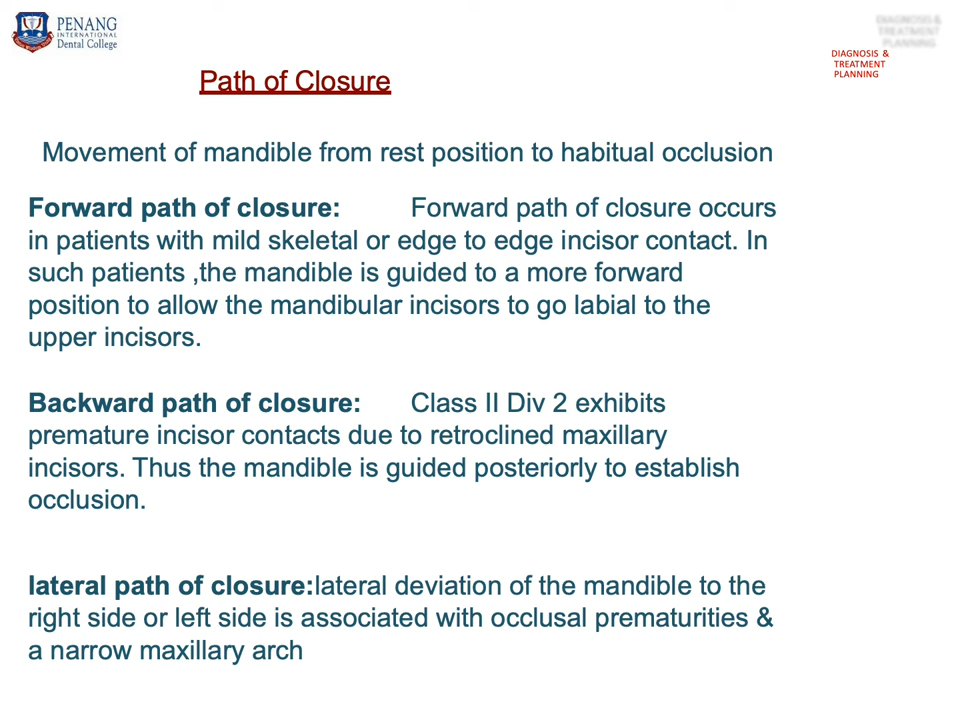 PENANG
INTERNATIONAL
Dental College
DIAGNOSIS &
TREATMENT
PLANNING
DIAGNOSIS &
TREATMENT
PLANNING
Path of Closure
Movement of mandible from rest position to habitual occlusion
Forward path of closure: Forward path of closure occurs
in patients with mild skeletal or edge to edge incisor contact. In
such patients ,the mandible is guided to a more forward
position to allow the mandibular incisors to go labial to the
upper incisors.
Backward path of closure: Class II Div 2 exhibits
premature incisor contacts due to retroclined maxillary
incisors. Thus the mandible is guided posteriorly to establish
occlusion.
lateral path of closure:lateral deviation of the mandible to the
right side or left side is associated with occlusal prematurities &
a narrow maxillary arch